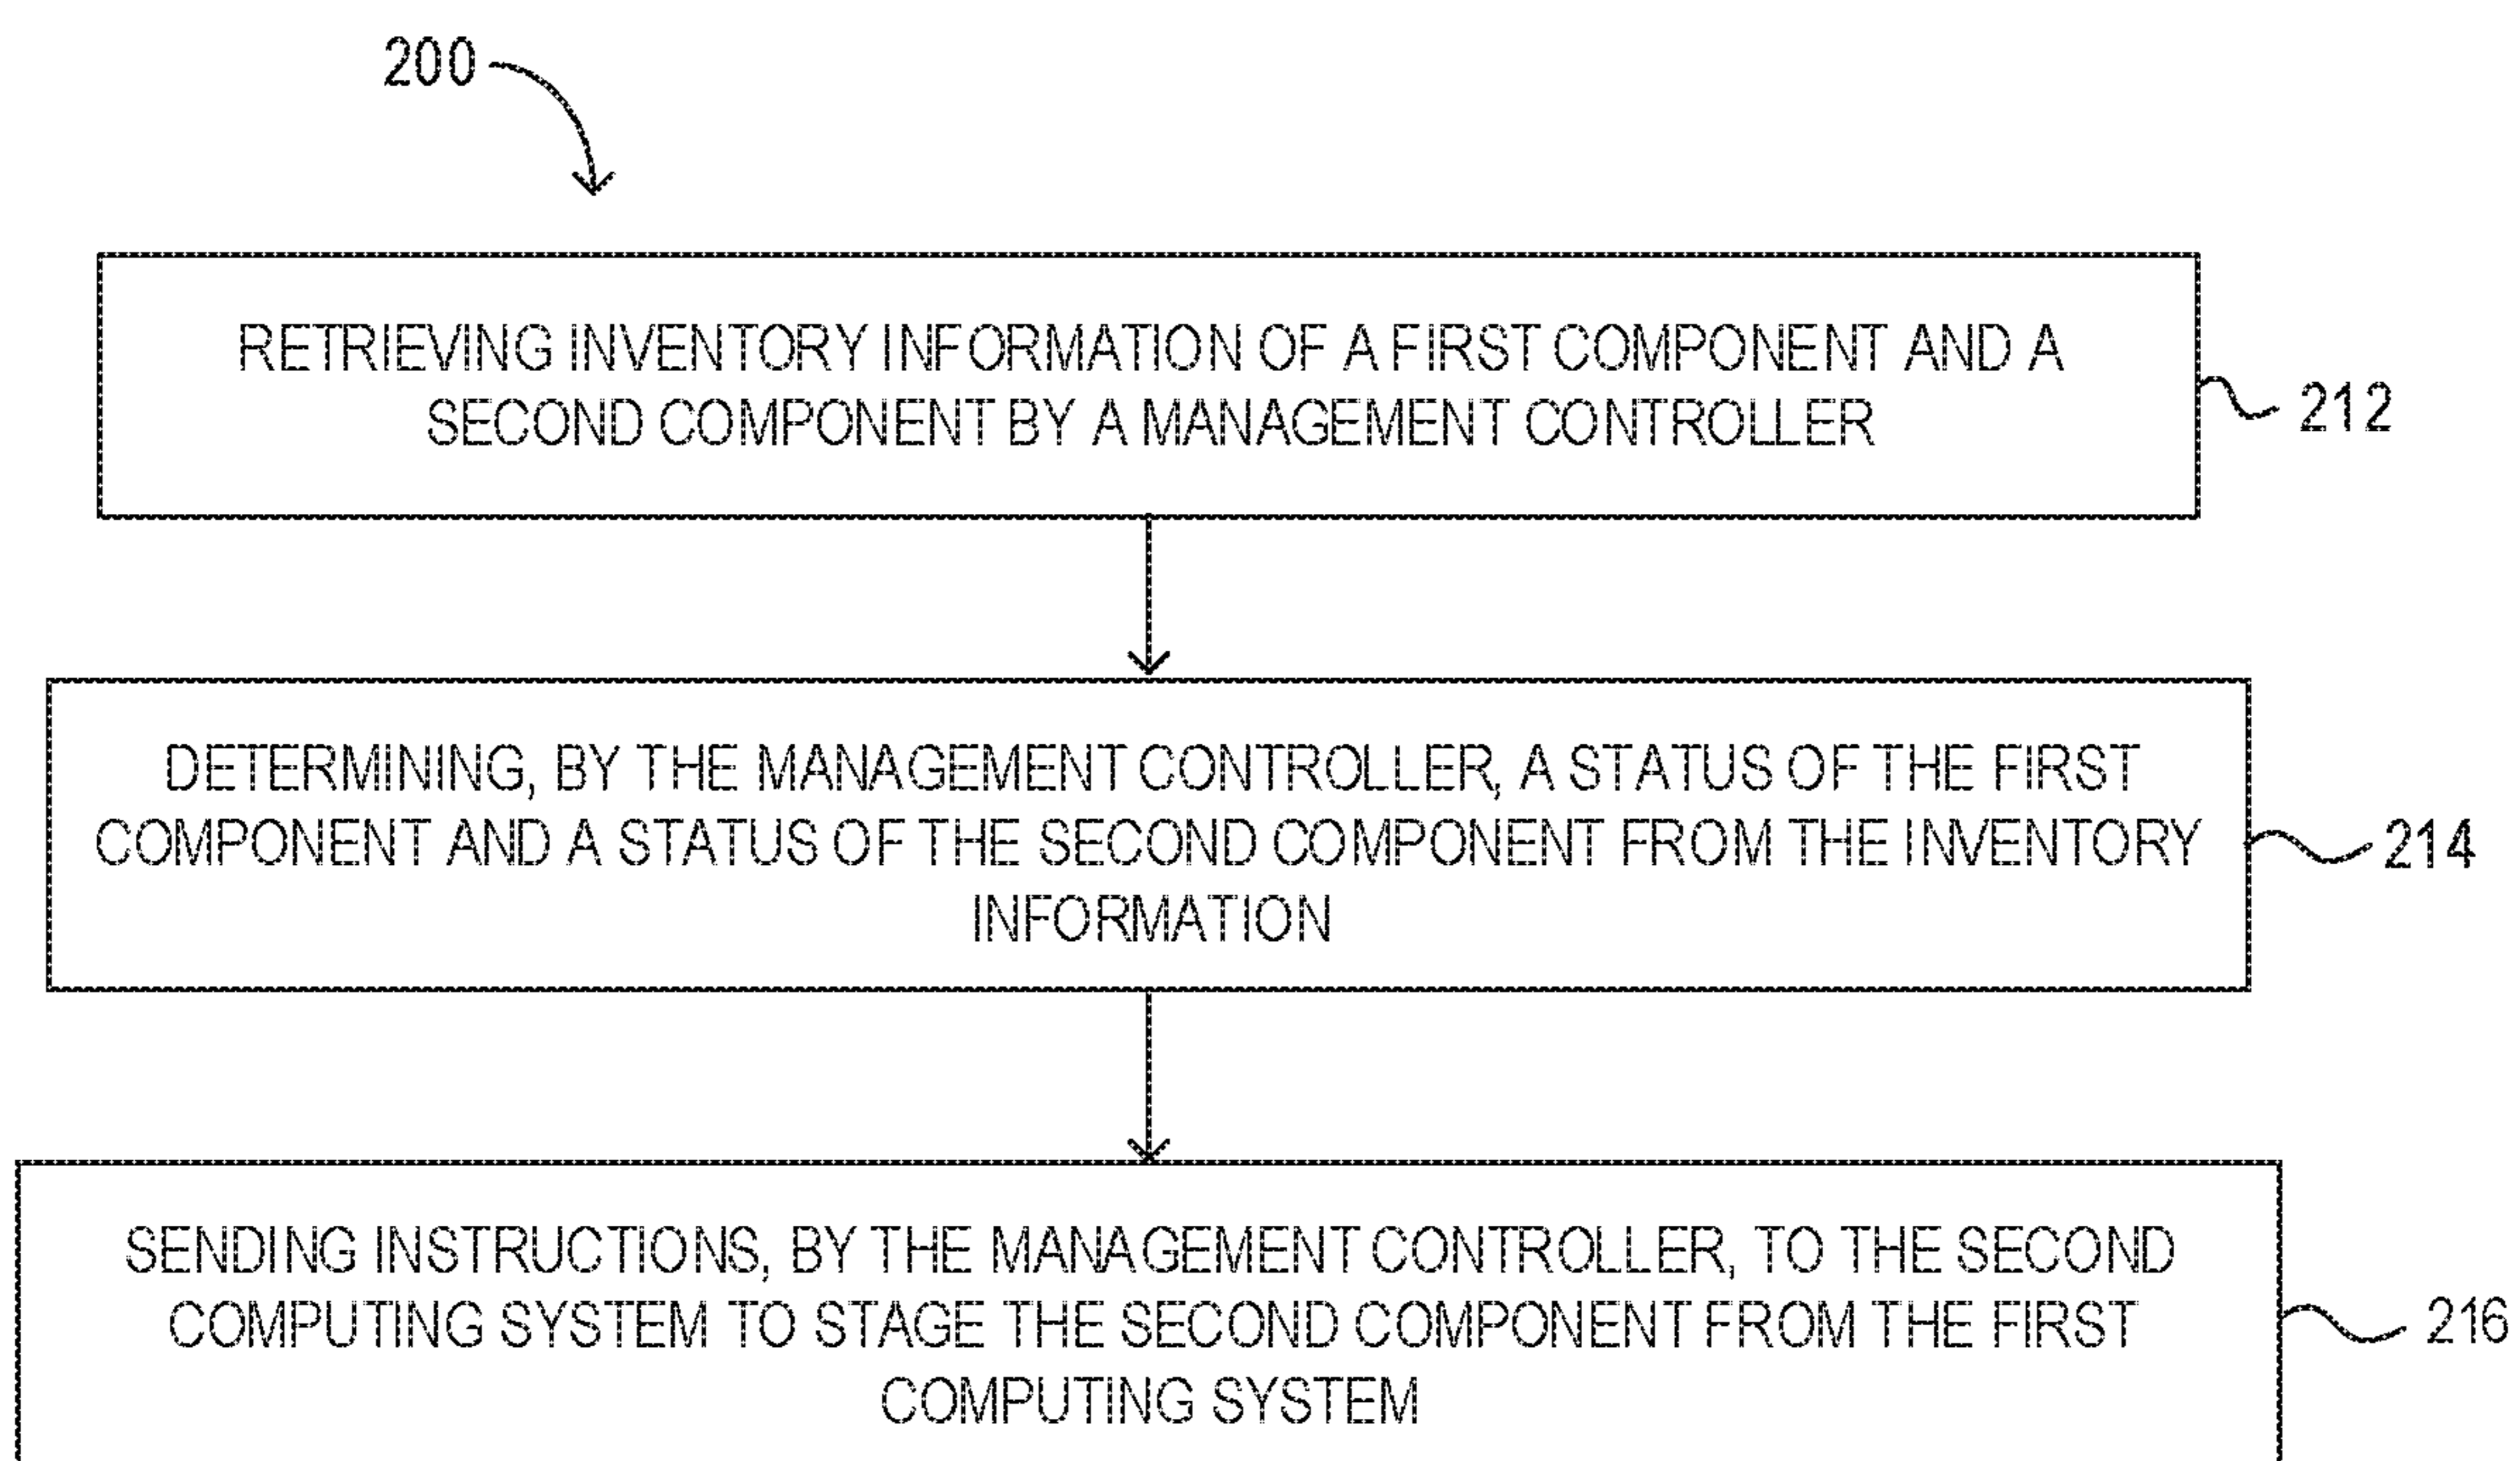 200
RETRIEVING INVENTORY INFORMATION OF A FIRST COMPONENT AND A
SECOND COMPONENT BY A MANAGEMENT CONTROLLER
212
DETERMINING, BY THE MANAGEMENT CONTROLLER, A STATUS OF THE FIRST
COMPONENT AND A STATUS OF THE SECOND COMPONENT FROM THE INVENTORY
INFORMATION
214
SENDING INSTRUCTIONS, BY THE MANAGEMENT CONTROLLER, TO THE SECOND
COMPUTING SYSTEM TO STAGE THE SECOND COMPONENT FROM THE FIRST
COMPUTING SYSTEM
216